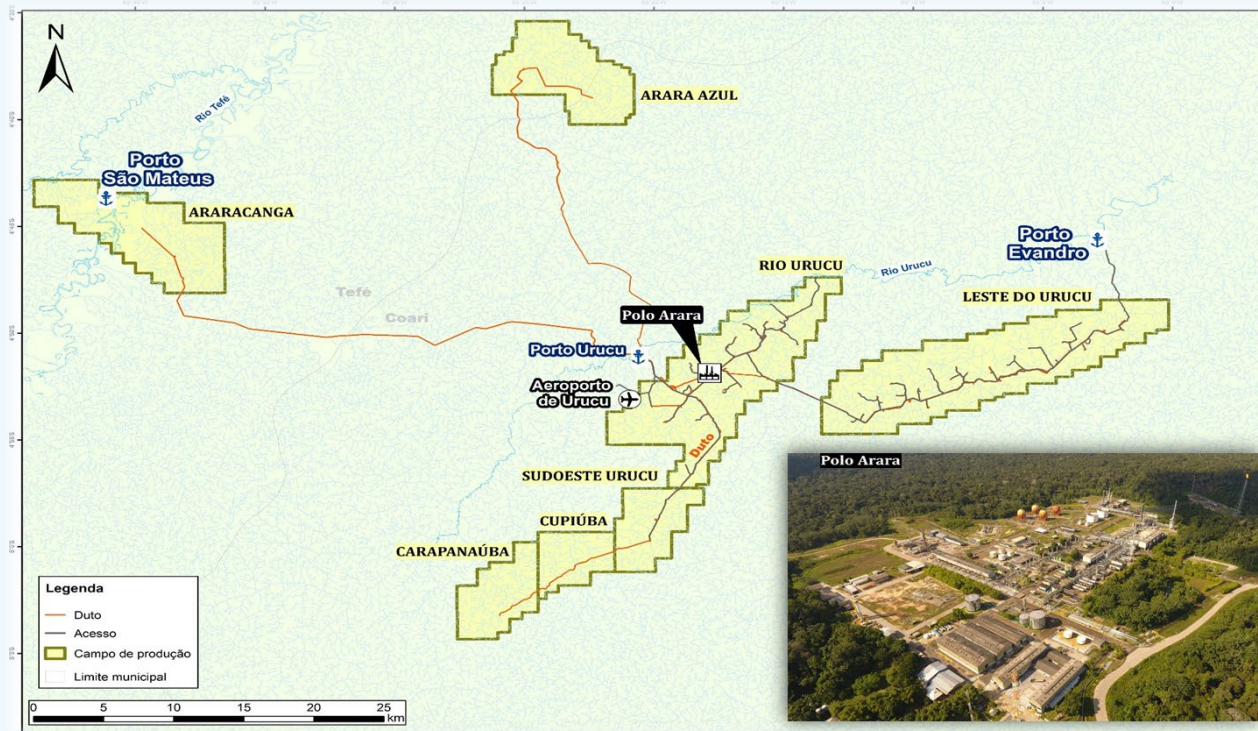 N
Rio Tefé
ARARA AZUL
Porto
São Mateus
ARARACANGA
Porto
Evandro
RIO URUCU
Rio Urucu
LESTE DO URUCU
Tefé
Coari
Polo Arara
Porto Urucu
Aeroporto
de Urucu
Duto
SUDOESTE URUCU
Polo Arara
CUPIÚBA
CARAPANAÚBA
Legenda
Duto
Acesso
Campo de produção
Limite municipal
0 5 10 15 20 25
km